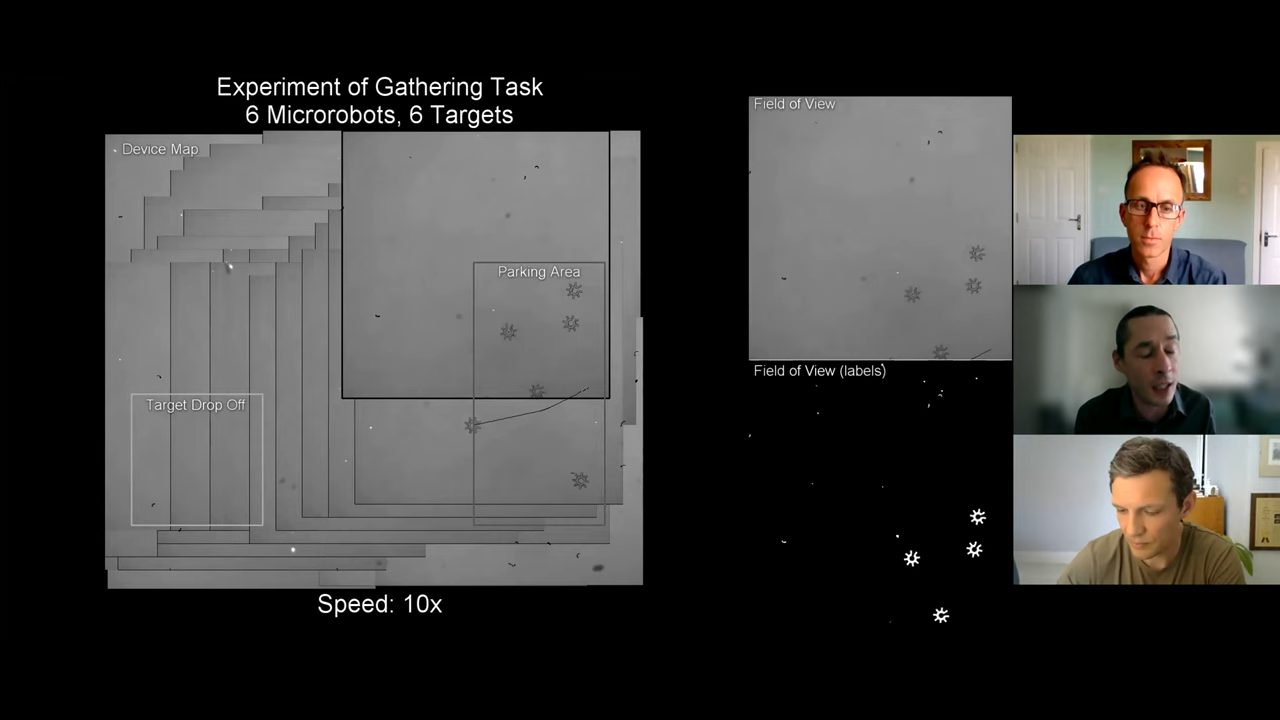 Experiment of Gathering Task
6 Microrobots, 6 Targets
Device Map
Parking Area
Target Drop Off
Speed: 10x
Field of View
Field of View (labels)